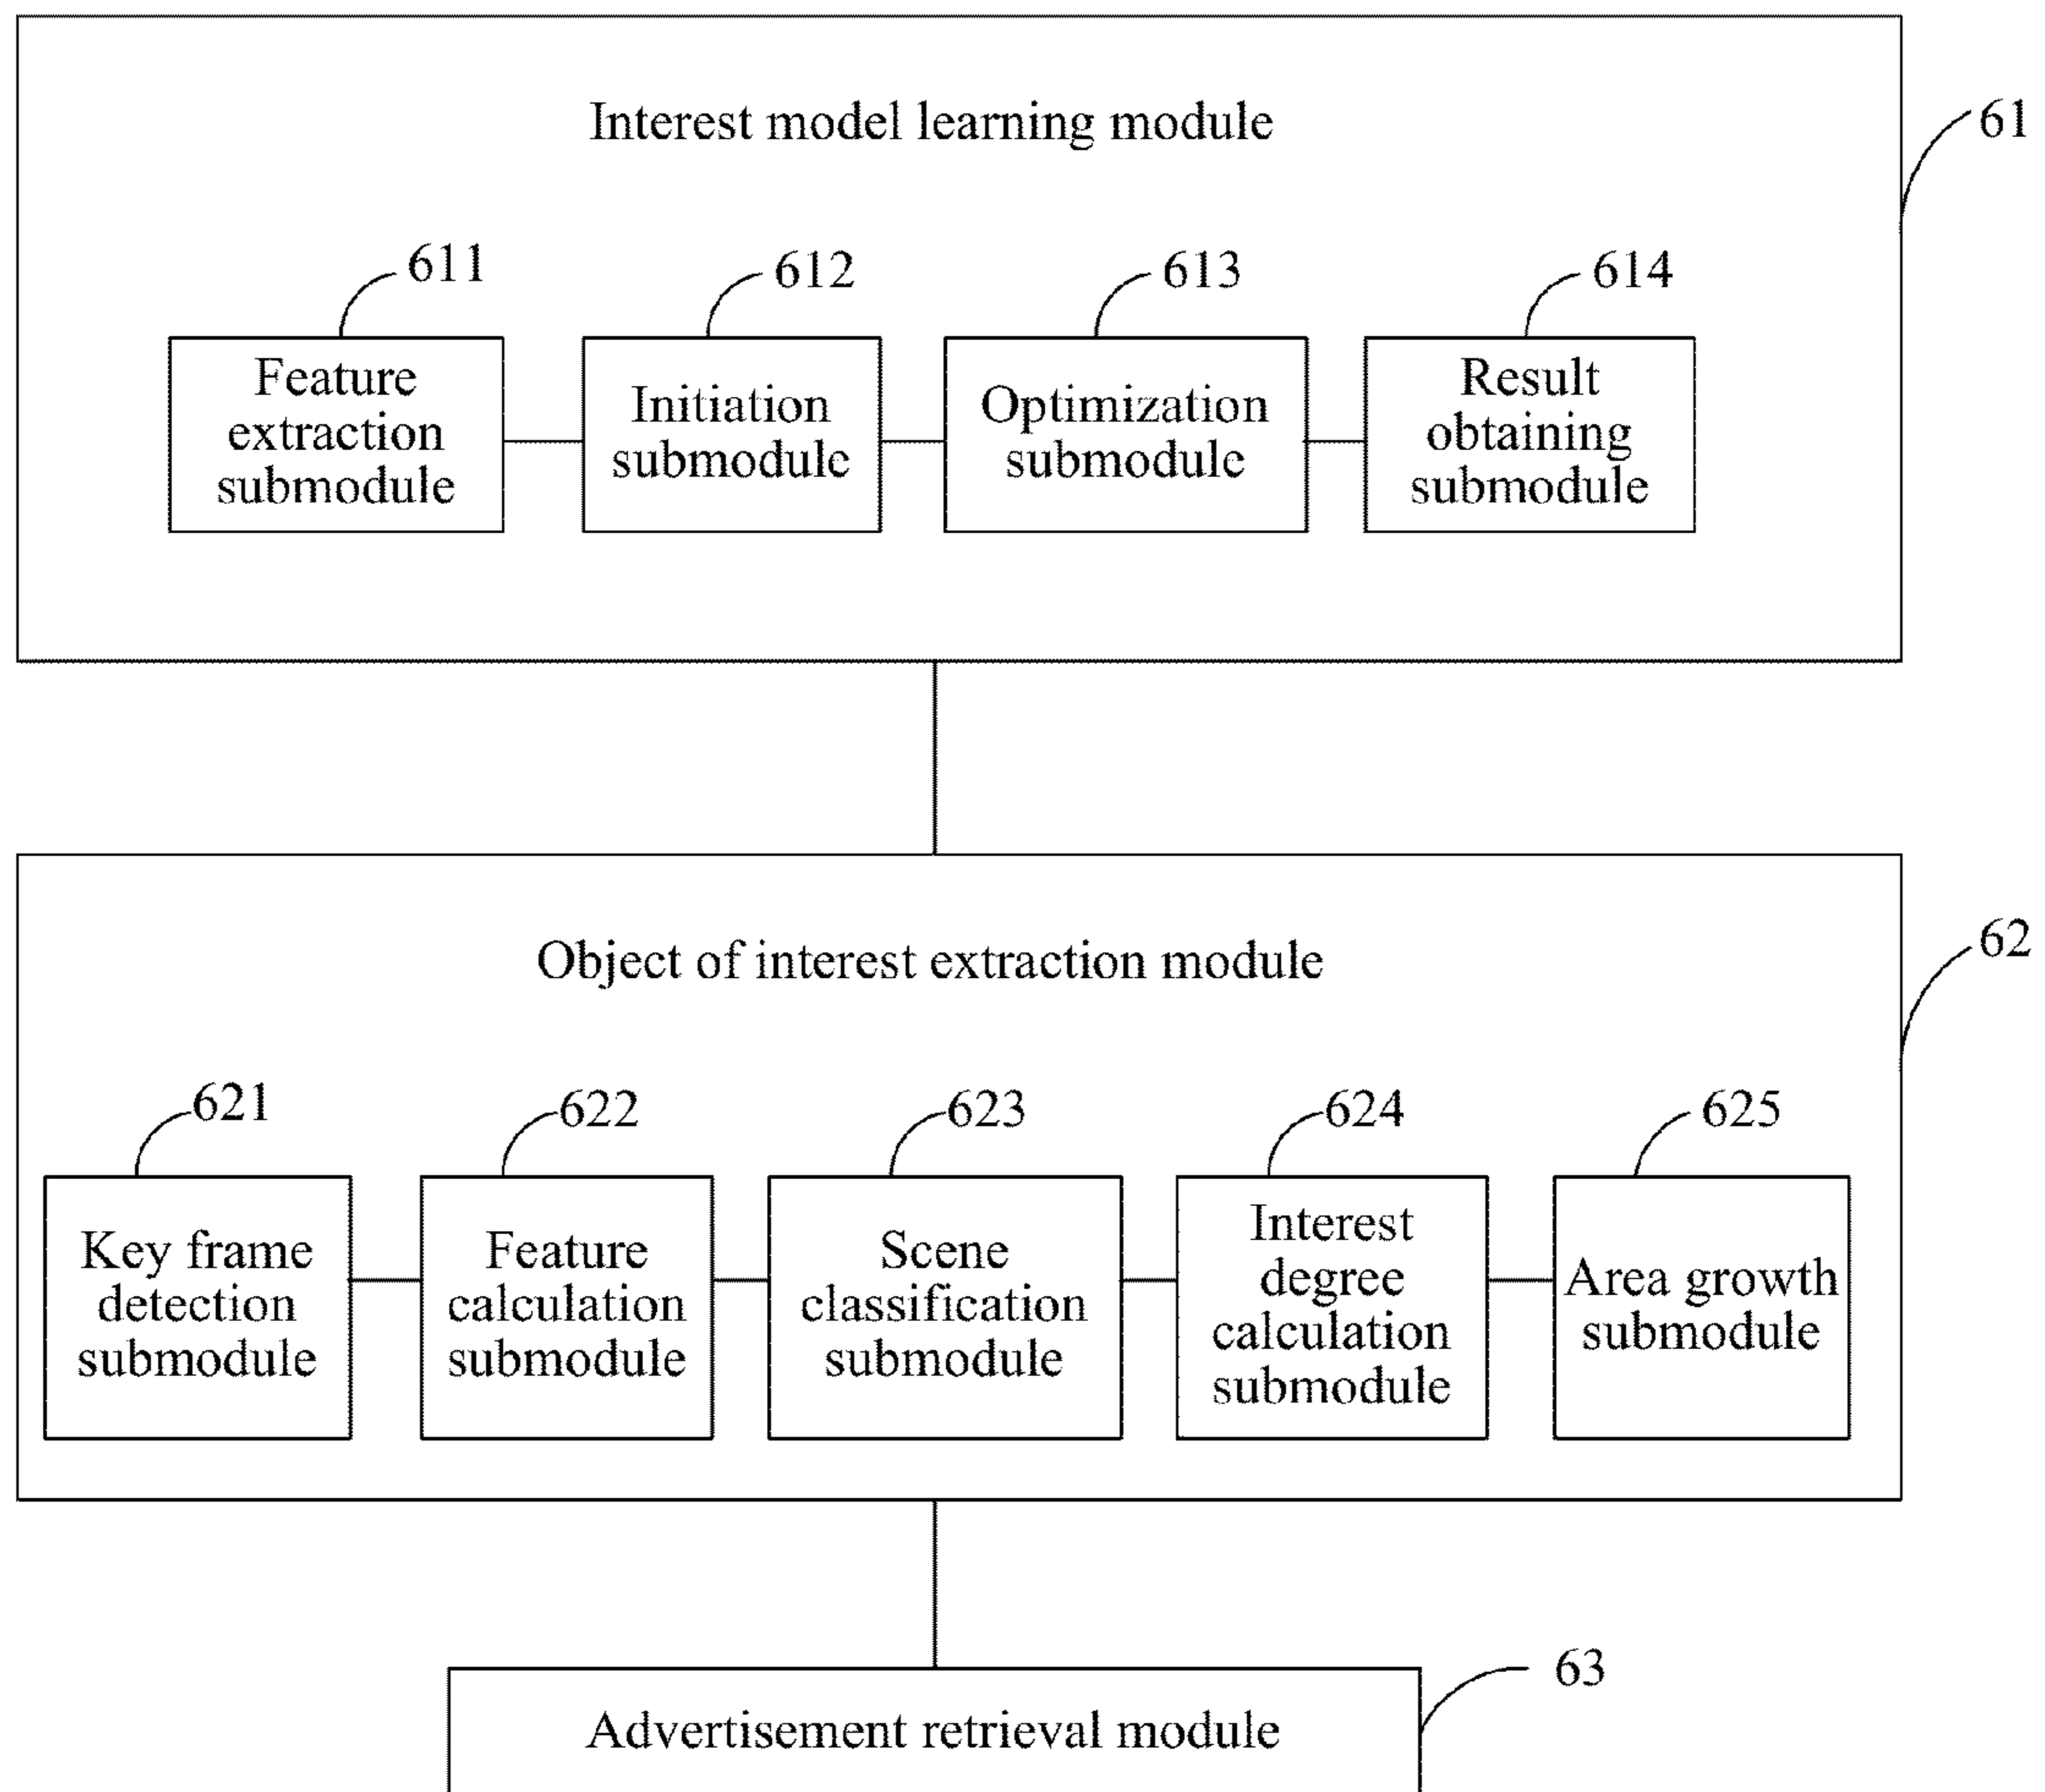 Interest model learning module
61
611
612
613
614
Feature
extraction
submodule
Initiation
submodule
Optimization
submodule
Result
obtaining
submodule
Object of interest extraction module
62
621
622
623
624
625
Key frame
detection
submodule
Feature
calculation
submodule
Scene
classification
submodule
Interest
degree
calculation
submodule
Area growth
submodule
63
Advertisement retrieval module